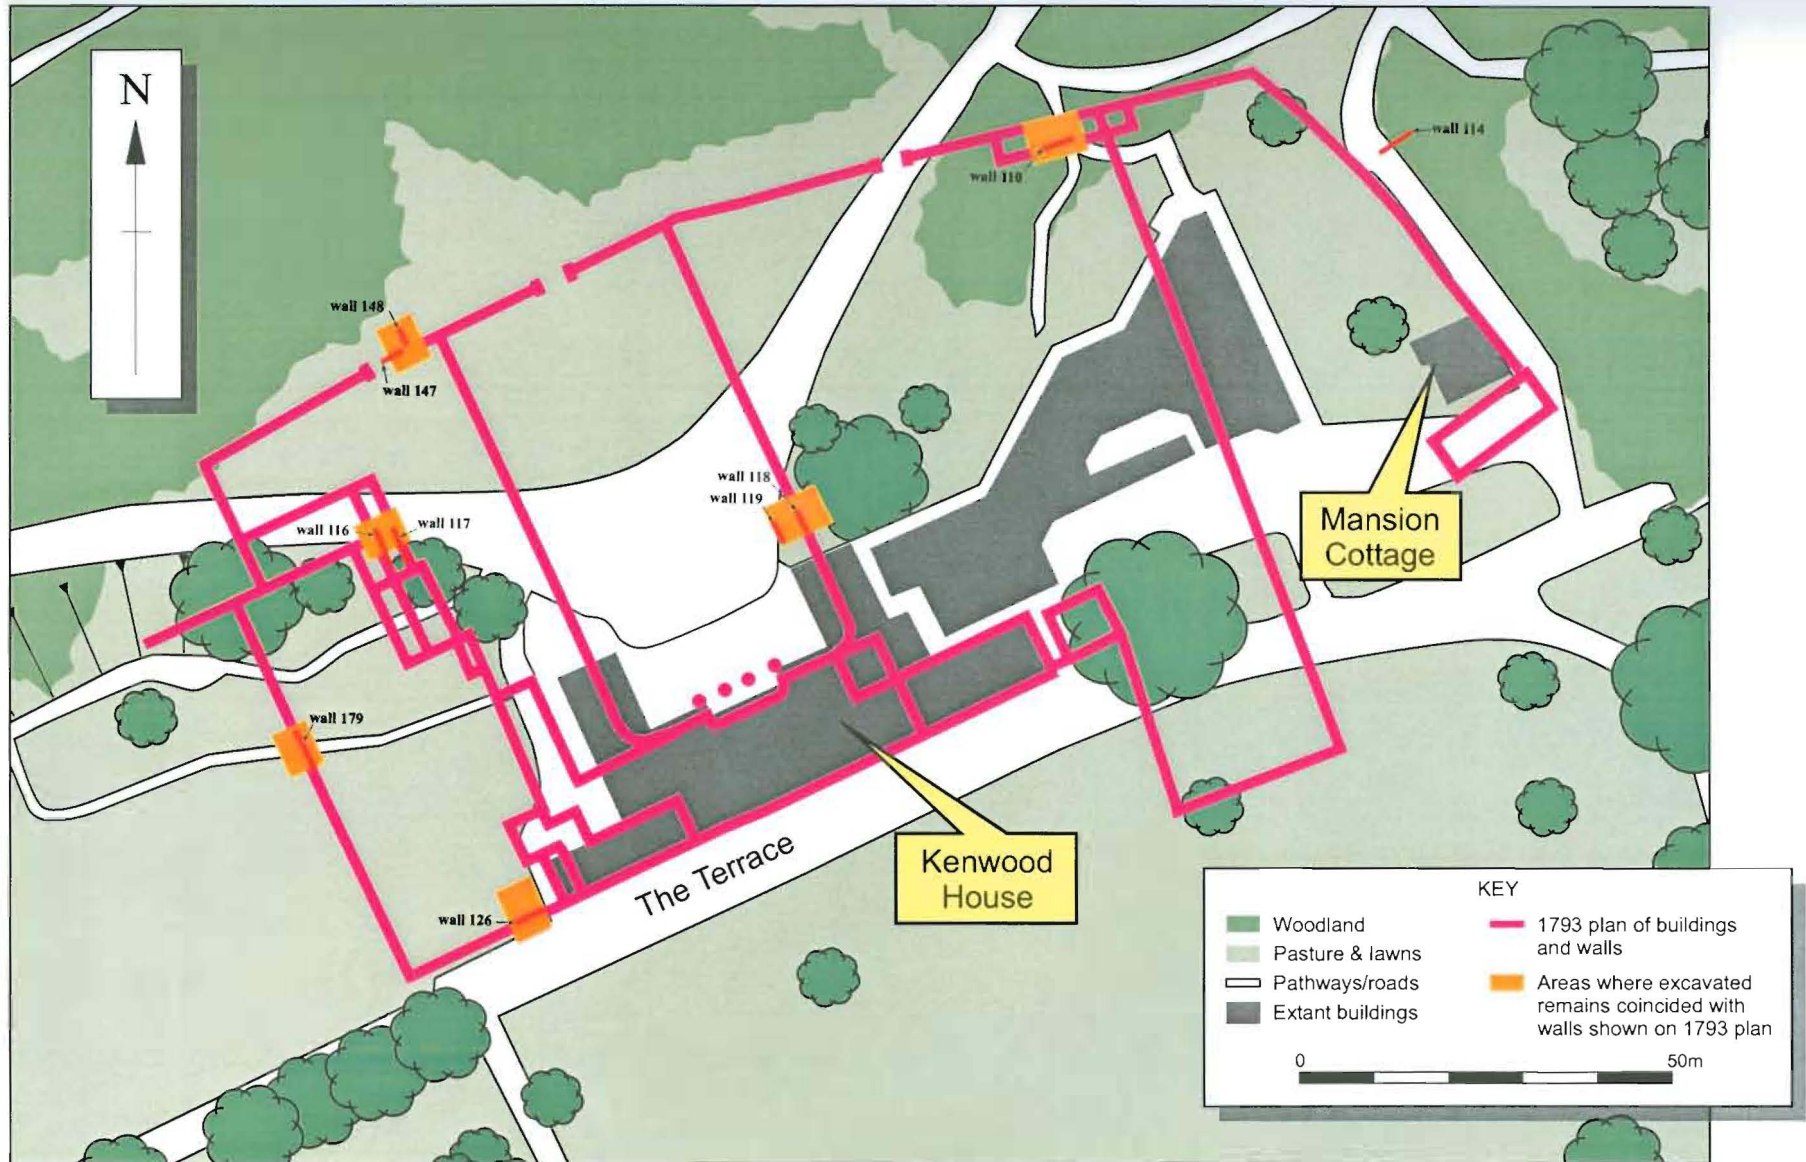 N
wall 114
wall 110
wall 148
wall 147
wall 118
wall 119
wall 116
wall 117
Mansion
Cottage
wall 179
Kenwood
House
The Terrace
wall 126
KEY
Woodland
Pasture & lawns
Pathways/roads
Extant buildings
1793 plan of buildings
and walls
Areas where excavated
remains coincided with
walls shown on 1793 plan
0 50m